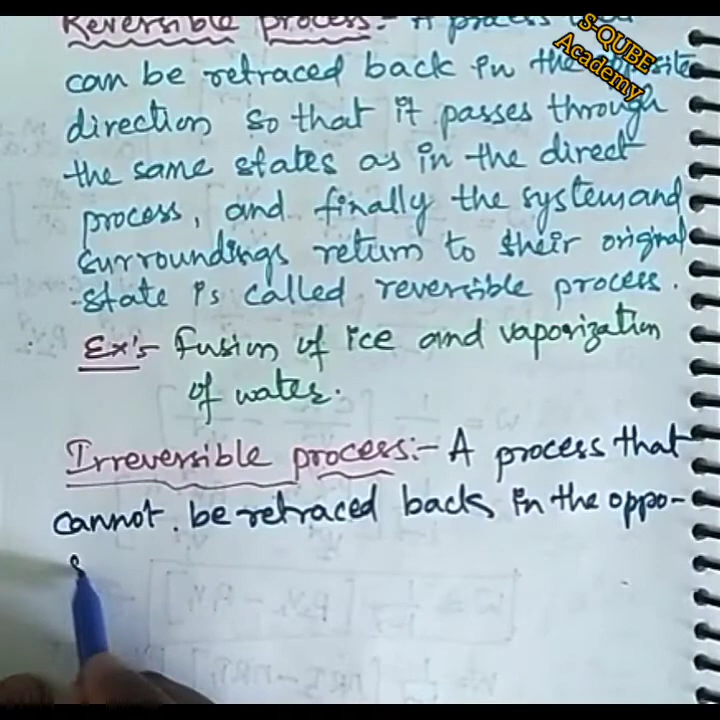 Reversible process:- A process
S-QUBE
Academy
can be retraced back in the
direction so that it passes through
the same states as in the direct
process, and finally the system and
surroundings return to their original
state is called reversible process.
Ex's- Fusion of ice and vaporization
of water.
Irreversible process:- A process that
cannot be retraced back in the oppo-
s